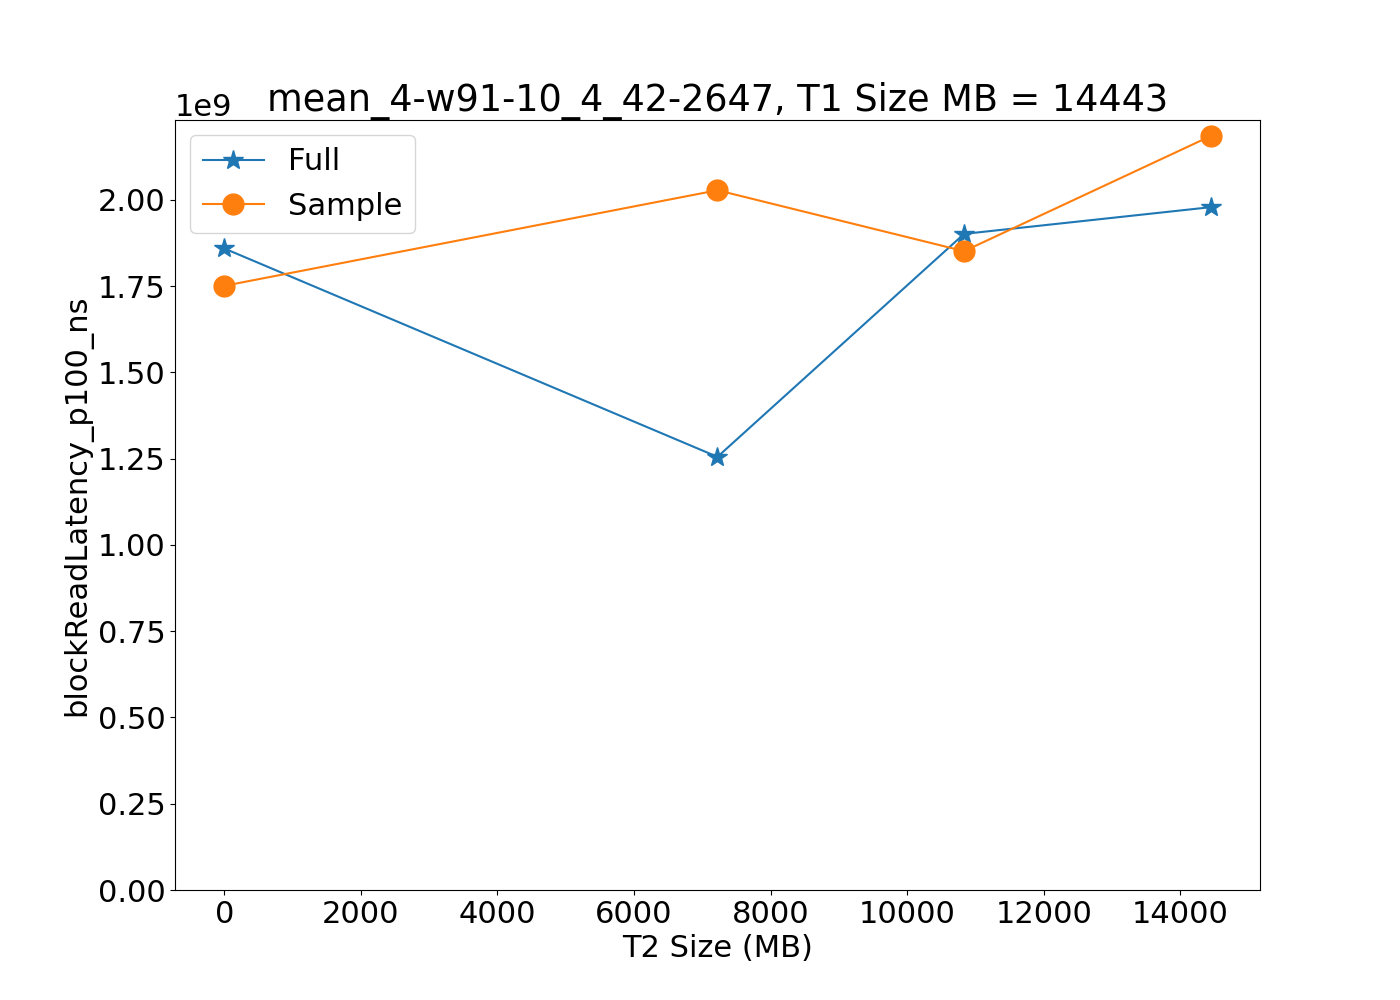 1e9
mean_4-w91-10_4_42-2647, T1 Size MB = 14443
Full
Sample
blockReadLatency_p100_ns
2.00
1.75
1.50
1.25
1.00
0.75
0.50
0.25
0.00
0 2000 4000 6000 8000 10000 12000 14000
T2 Size (MB)